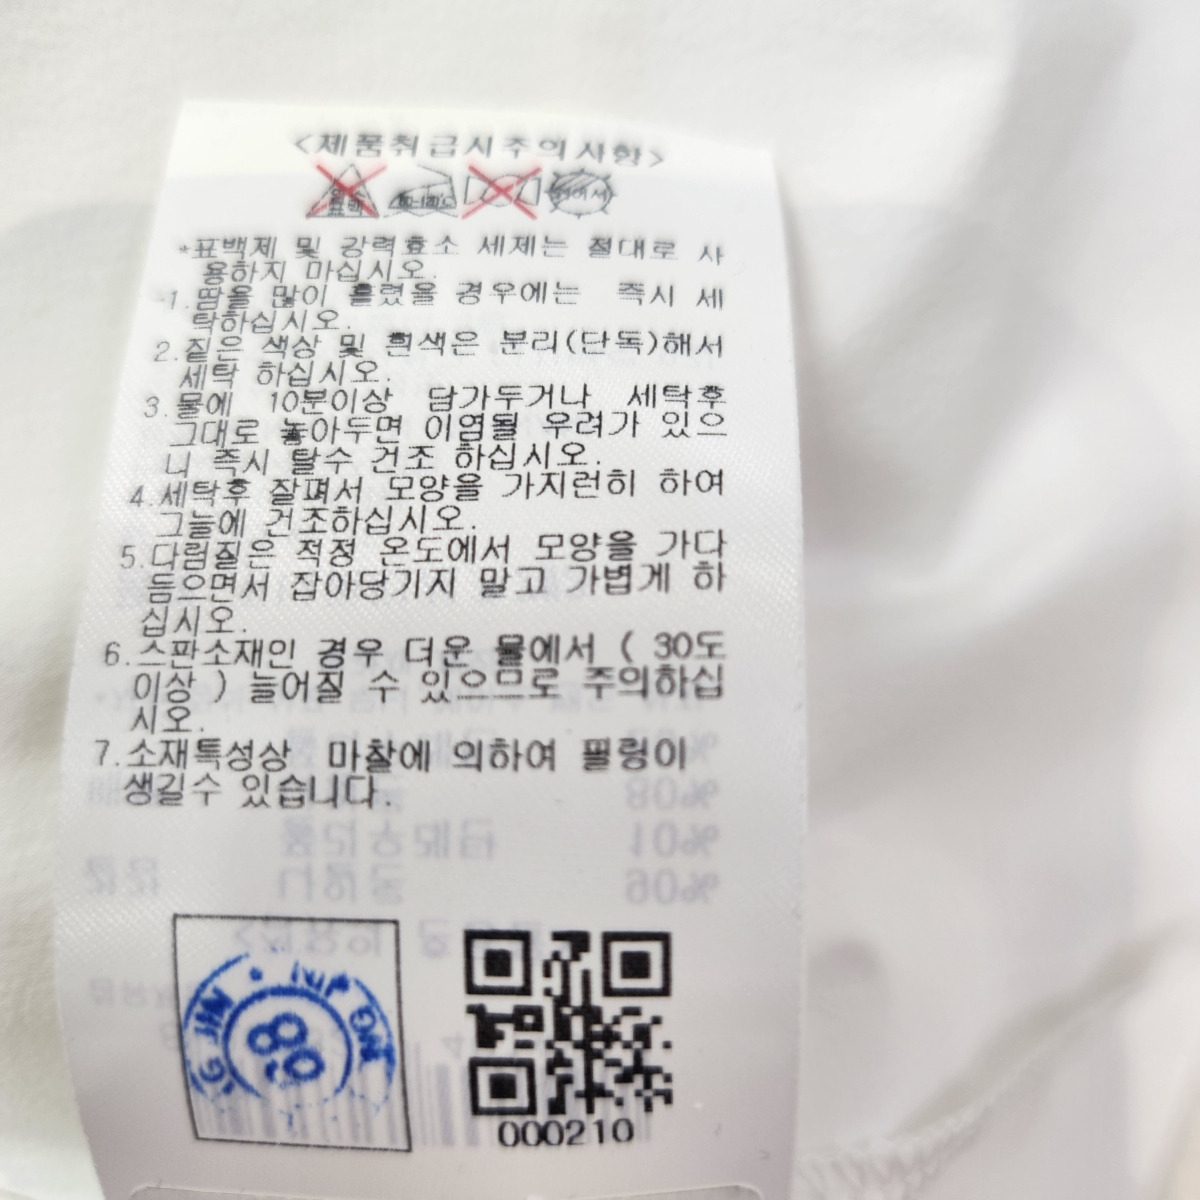 <제품취급시주의사항>
*표백제 및 강력효소 세제는 절대로 사
용하지 마십시오.
1.땀을 많이 흘렸을 경우에는 즉시 세
탁하십시오.
2.짙은 색상 및 흰색은 분리(단독)해서
세탁 하십시오.
3.물에 10분이상 담가두거나 세탁후
그대로 놓아두면 이염될 우려가 있으
니 즉시 탈수 건조 하십시오.
4.세탁후 잘펴서 모양을 가지런히 하여
그늘에 건조하십시오.
5.다림질은 적정 온도에서 모양을 가다
듬으면서 잡아당기지 말고 가볍게 하
십시오.
6.스판소재인 경우 더운 물에서 ( 30도
이상 ) 늘어질 수 있으므로 주의하십
시오.
7.소재특성상 마찰에 의하여 필링이
생길수 있습니다.
000210